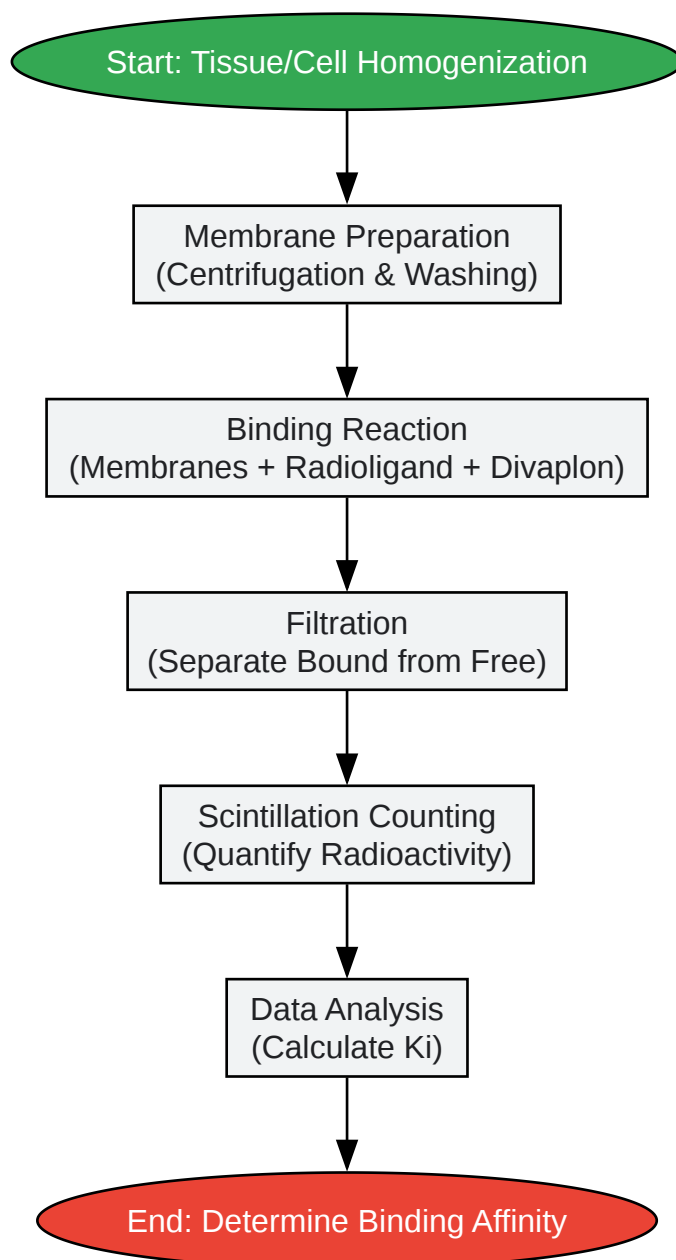 Start: Tissue/Cell Homogenization
Membrane Preparation
(Centrifugation & Washing)
Binding Reaction
(Membranes + Radioligand + Divaplon)
Filtration
(Separate Bound from Free)
Scintillation Counting
(Quantify Radioactivity)
Data Analysis
(Calculate Ki)
End: Determine Binding Affinity